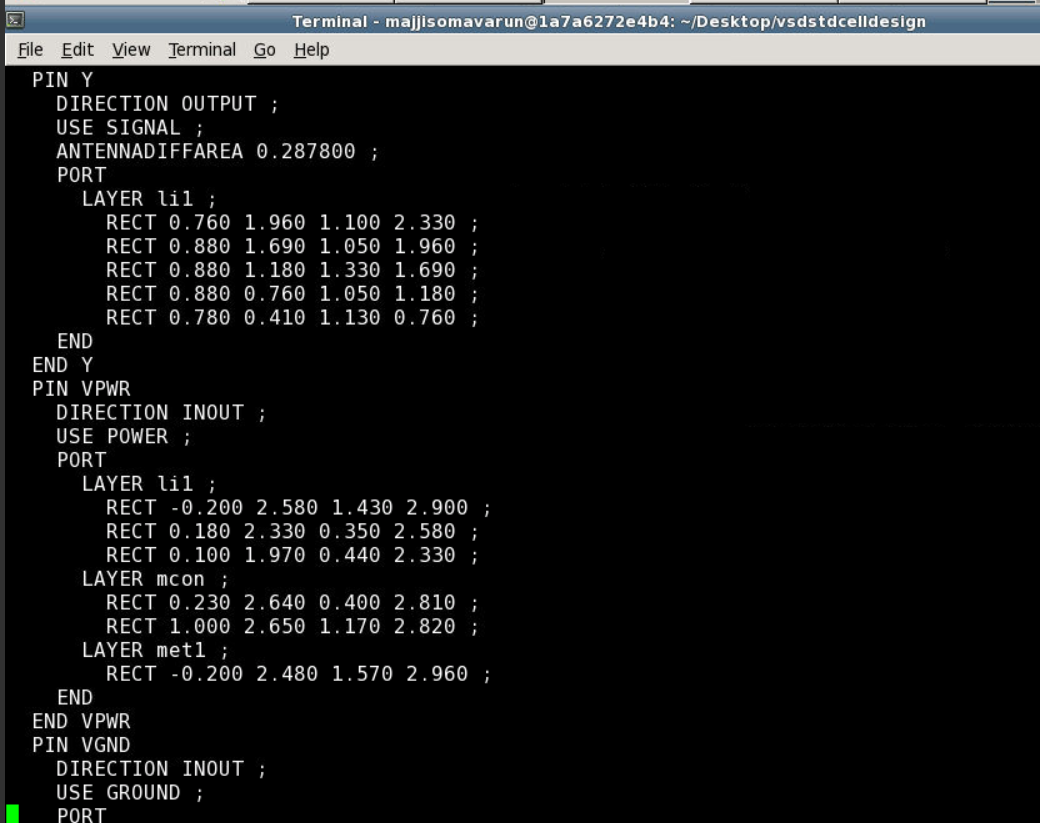 Terminal - majjisomavarun@1a7a6272e4b4: ~/Desktop/vsdstdcelldesign
File Edit View Terminal Go Help
PIN Y
DIRECTION OUTPUT ;
USE SIGNAL ;
ANTENNADIFFAREA 0.287800 ;
PORT
LAYER li1 ;
RECT 0.760 1.960 1.100 2.330 ;
RECT 0.880 1.690 1.050 1.960 ;
RECT 0.880 1.180 1.330 1.690 ;
RECT 0.880 0.760 1.050 1.180 ;
RECT 0.780 0.410 1.130 0.760 ;
END
END Y
PIN VPWR
DIRECTION INOUT ;
USE POWER ;
PORT
LAYER li1 ;
RECT -0.200 2.580 1.430 2.900 ;
RECT 0.180 2.330 0.350 2.580 ;
RECT 0.100 1.970 0.440 2.330 ;
LAYER mcon ;
RECT 0.230 2.640 0.400 2.810 ;
RECT 1.000 2.650 1.170 2.820 ;
LAYER met1 ;
RECT -0.200 2.480 1.570 2.960 ;
END
END VPWR
PIN VGND
DIRECTION INOUT ;
USE GROUND ;
PORT